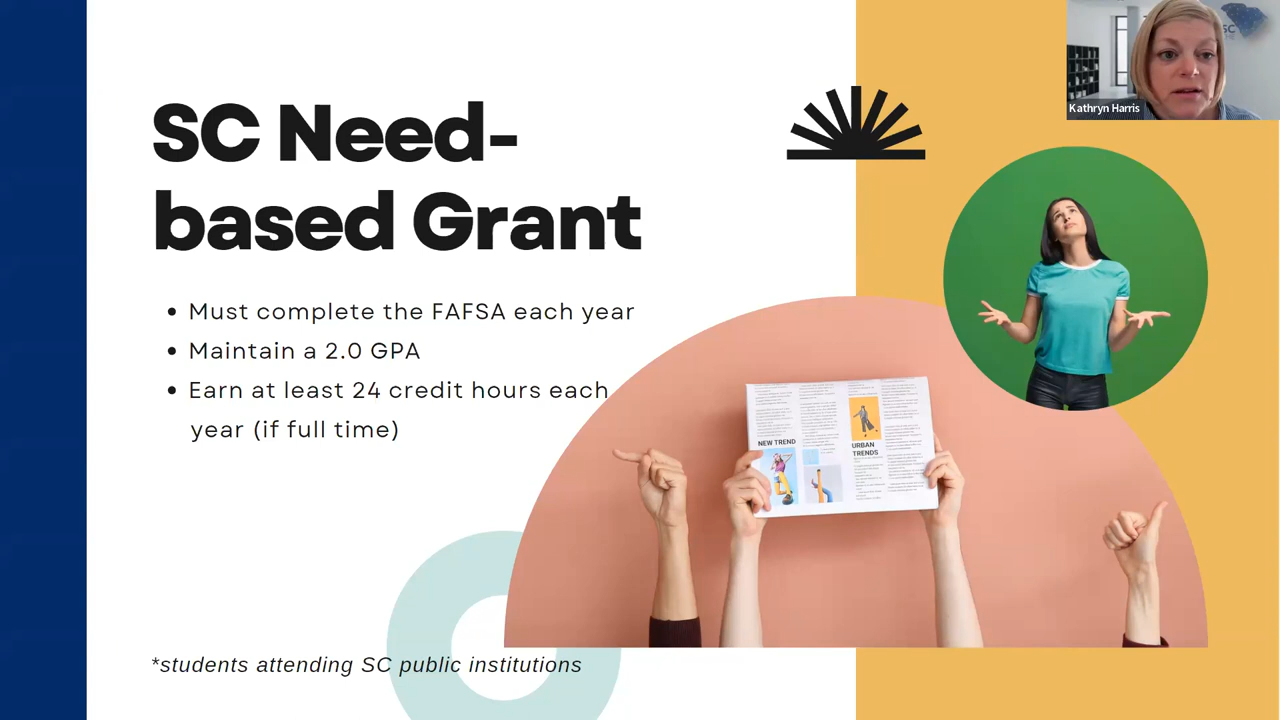 SC Need-
based Grant
Must complete the FAFSA each year
Maintain a 2.0 GPA
Earn at least 24 credit hours each
year (if full time)
*students attending SC public institutions
NEW TREND
URBAN
TRENDS
SC
Kathryn Harris